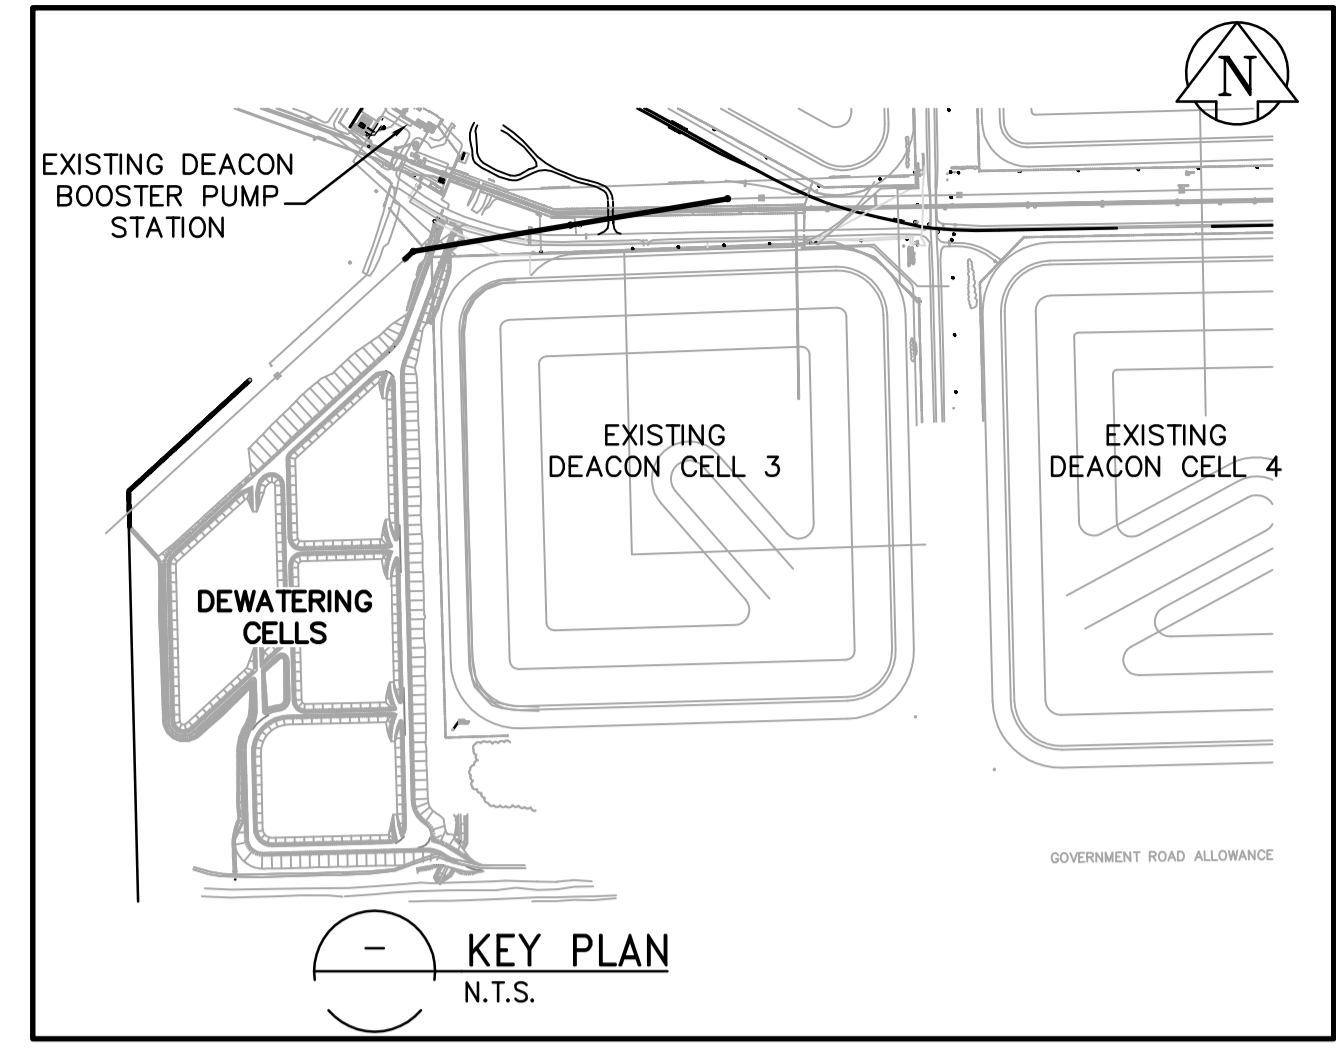 N
EXISTING DEACON
BOOSTER PUMP
STATION
EXISTING
DEACON CELL 3
EXISTING
DEACON CELL 4
DEWATERING
CELLS
GOVERNMENT ROAD ALLOWANCE
–
KEY PLAN
N.T.S.